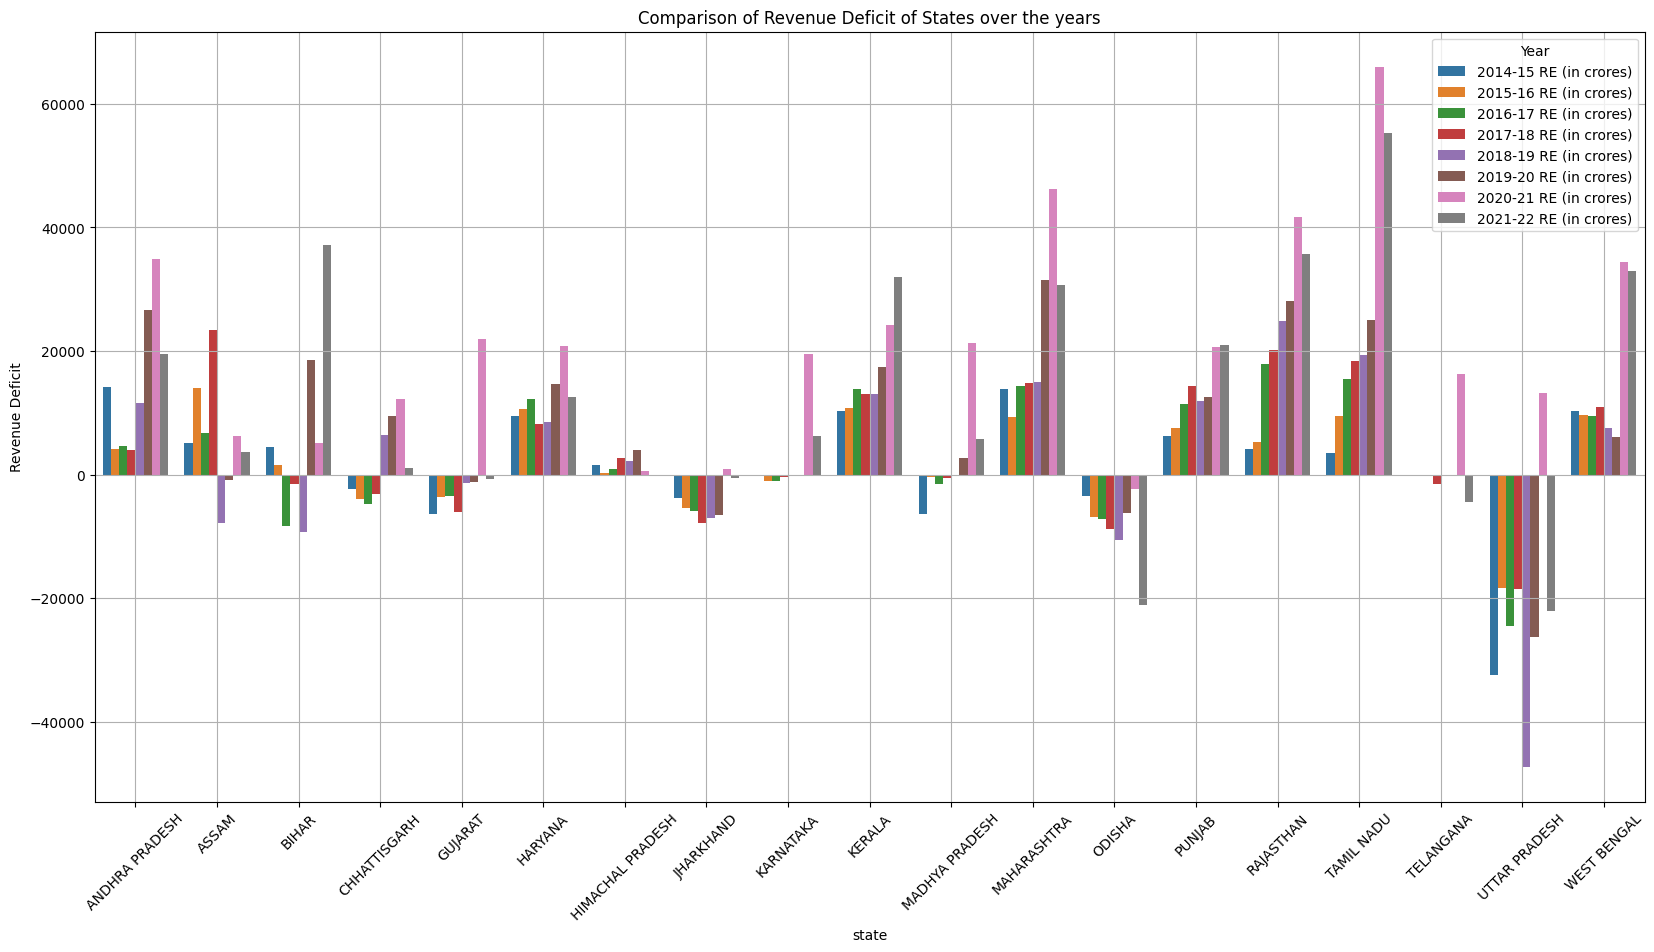 Comparison of Revenue Deficit of States over the years
Year
2014-15 RE (in crores)
2015-16 RE (in crores)
2016-17 RE (in crores)
2017-18 RE (in crores)
2018-19 RE (in crores)
2019-20 RE (in crores)
2020-21 RE (in crores)
2021-22 RE (in crores)
Revenue Deficit
60000
40000
20000
0
−20000
−40000
ANDHRA PRADESH
ASSAM
BIHAR
CHHATTISGARH
GUJARAT
HARYANA
HIMACHAL PRADESH
JHARKHAND
KARNATAKA
KERALA
MADHYA PRADESH
MAHARASHTRA
ODISHA
PUNJAB
RAJASTHAN
TAMIL NADU
TELANGANA
UTTAR PRADESH
WEST BENGAL
state